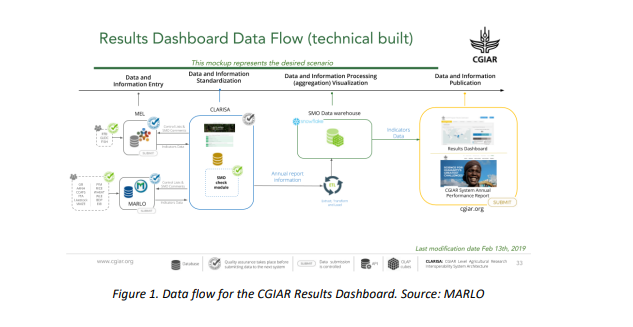 Results Dashboard Data Flow (technical built)
CGIAR
This mockup represents the desired scenario
Data and
Information Entry
Data and Information
Standardization
Data and Information Processing
(aggregation) Visualization
Data and Information
Publication
MEL
CLARISA
SMO Data warehouse
snowflake
SUBMIT
Indicators
Data
Results Dashboard
SMO
check
module
Annual report
information
ETL
MARLO
SUBMIT
CGIAR System Annual
Performance Report
SUBMIT
cgiar.org
Last modification date Feb 13th, 2019
www.cgiar.org
Database
Quality assurance takes place before
submitting data to the next system
SUBMIT
Data submission
is controlled
API
OLAP
cubes
CLARISA: CGIAR Level Agricultural Research
Interoperability System Architecture
33
Figure 1. Data flow for the CGIAR Results Dashboard. Source: MARLO